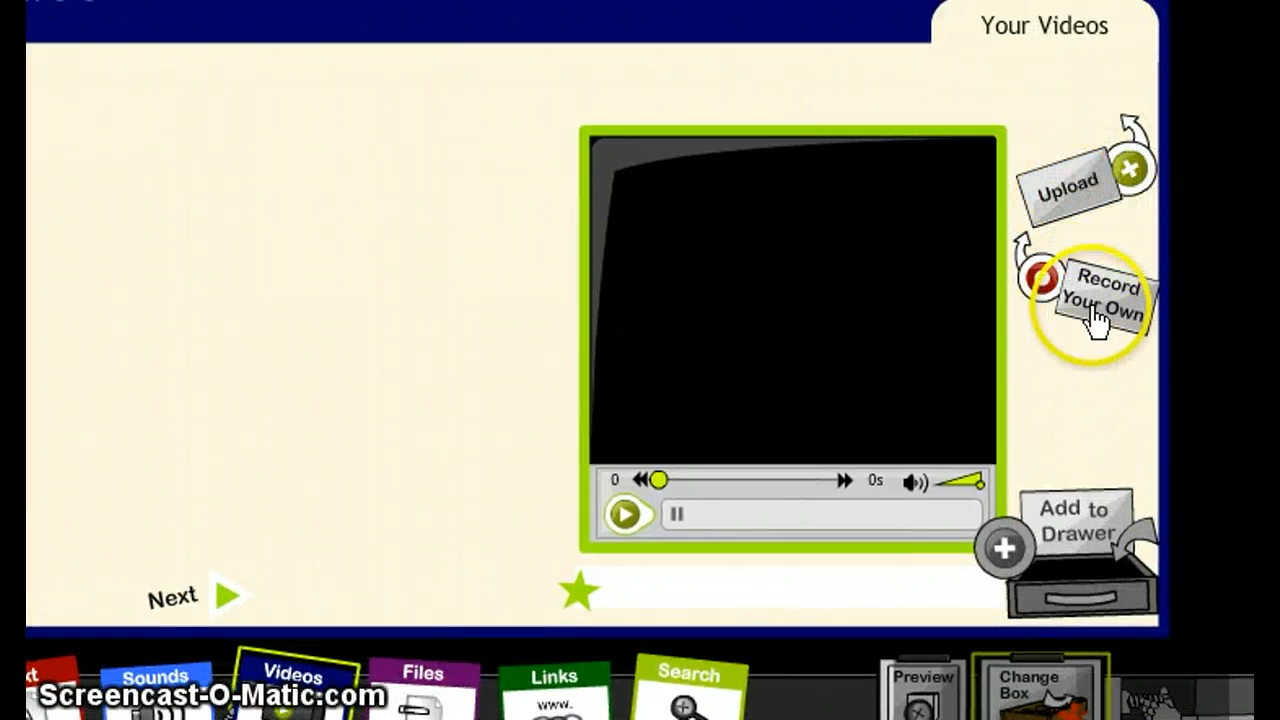 Your Videos
Upload
Record
Your Own
0
0s
Add to
Drawer
Next
Sounds
Videos
Files
Links
www.
Search
Preview
Change
Box
Screencast-O-Matic.com